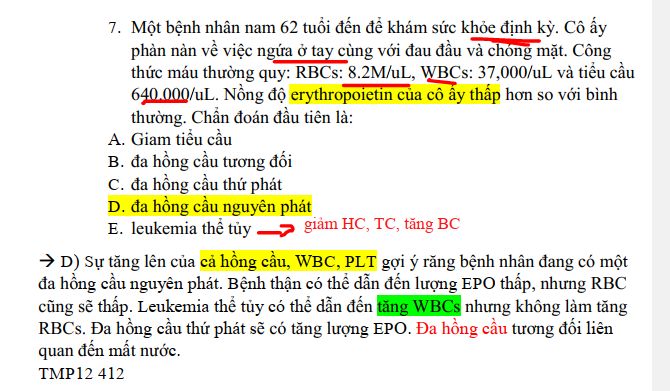 7. Một bệnh nhân nam 62 tuổi đến để khám sức khỏe định kỳ. Cô ấy
phàn nàn về việc ngứa ở tay cùng với đau đầu và chóng mặt. Công
thức máu thường quy: RBCs: 8.2M/uL, WBCs: 37,000/uL và tiểu cầu
640.000/uL. Nồng độ erythropoietin của cô ấy thấp hơn so với bình
thường. Chẩn đoán đầu tiên là:
A. Giam tiểu cầu
B. đa hồng cầu tương đối
C. đa hồng cầu thứ phát
D. đa hồng cầu nguyên phát
E. leukemia thể tủy giảm HC, TC, tăng BC
→ D) Sự tăng lên của cả hồng cầu, WBC, PLT gợi ý răng bệnh nhân đang có một
đa hồng cầu nguyên phát. Bệnh thận có thể dẫn đến lượng EPO thấp, nhưng RBC
cũng sẽ thấp. Leukemia thể tủy có thể dẫn đến tăng WBCs nhưng không làm tăng
RBCs. Đa hồng cầu thứ phát sẽ có tăng lượng EPO. Đa hồng cầu tương đối liên
quan đến mất nước.
TMP12 412